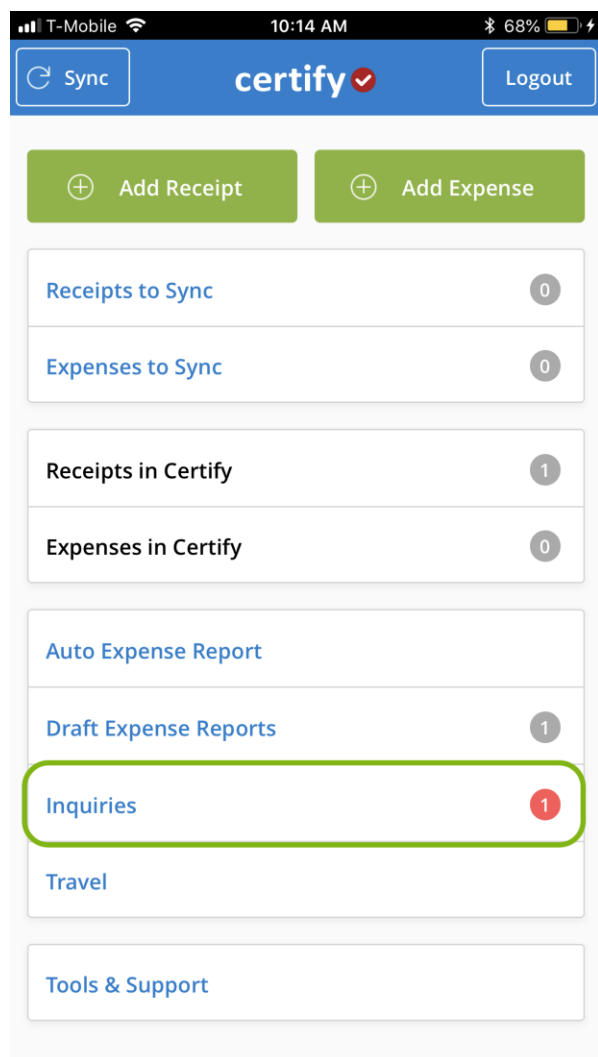 T-Mobile 10:14 AM 68%
Sync certify Logout
Add Receipt Add Expense
Receipts to Sync 0
Expenses to Sync 0
Receipts in Certify 1
Expenses in Certify 0
Auto Expense Report
Draft Expense Reports 1
Inquiries 1
Travel
Tools & Support